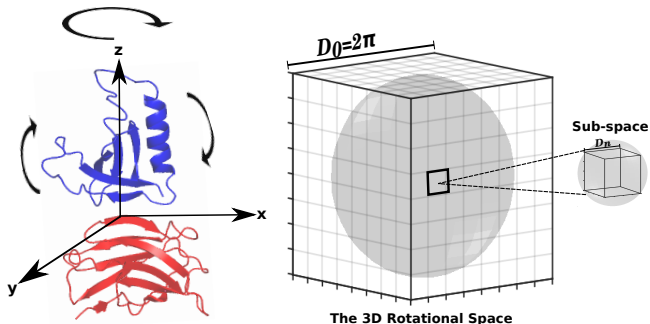 z
x
y
D0=2π
Sub-space
Dn
The 3D Rotational Space